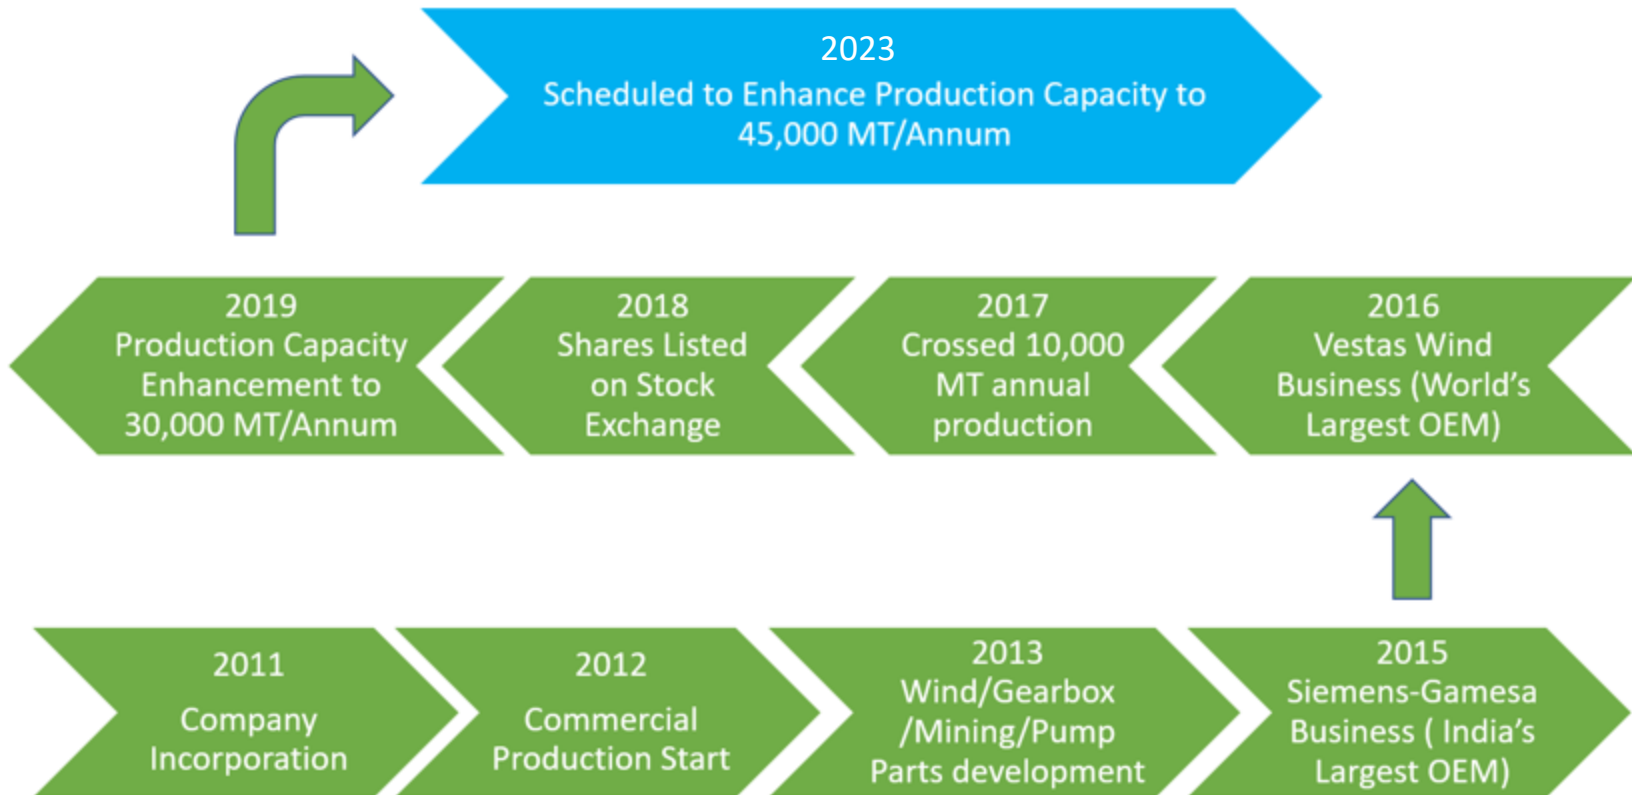 2023
Scheduled to Enhance Production Capacity to
45,000 MT/Annum
2019
Production Capacity
Enhancement to
30,000 MT/Annum
2018
Shares Listed
on Stock
Exchange
2017
Crossed 10,000
MT annual
production
2016
Vestas Wind
Business (World's
Largest OEM)
2011
Company
Incorporation
2012
Commercial
Production Start
2013
Wind/Gearbox
/Mining/Pump
Parts development
2015
Siemens-Gamesa
Business ( India's
Largest OEM)